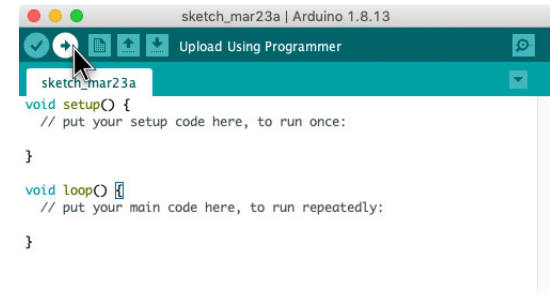 sketch_mar23a | Arduino 1.8.13
Upload Using Programmer
sketch_mar23a
void setup() {
  // put your setup code here, to run once:
}
void loop() {
  // put your main code here, to run repeatedly:
}